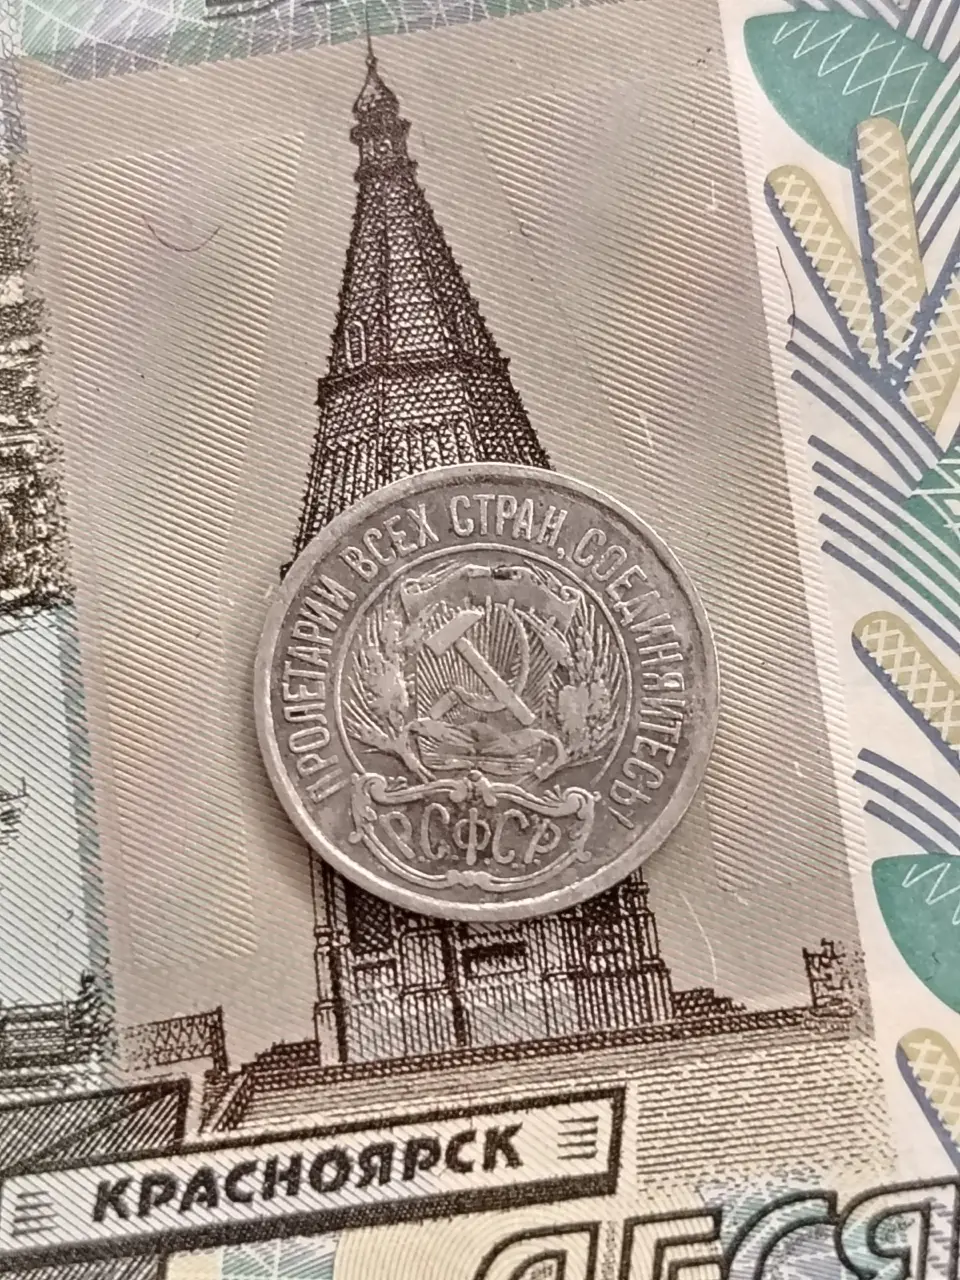 ПРОЛЕТАРИИ ВСЕХ СТРАН, СОЕДИНЯЙТЕСЬ!
Р.С.Ф.С.Р.
КРАСНОЯРСК